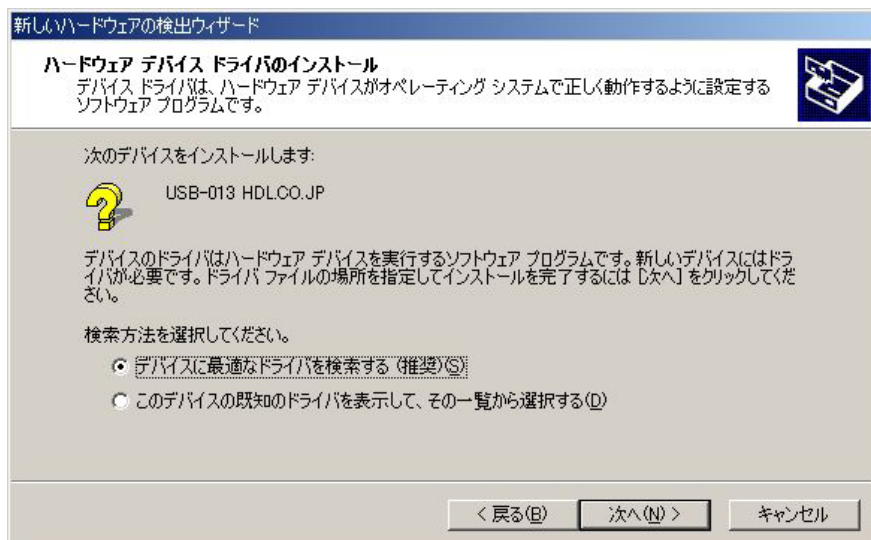 新しいハードウェアの検出ウィザード
ハードウェア デバイス ドライバのインストール
デバイス ドライバは、ハードウェア デバイスがオペレーティング システムで正しく動作するように設定する
ソフトウェア プログラムです。
次のデバイスをインストールします:
USB-013 HDL.CO.JP
デバイスのドライバはハードウェア デバイスを実行するソフトウェア プログラムです。新しいデバイスにはドラ
イバが必要です。ドライバ ファイルの場所を指定してインストールを完了するには [次へ] をクリックしてくだ
さい。
検索方法を選択してください。
デバイスに最適なドライバを検索する (推奨)(S)
このデバイスの既知のドライバを表示して、その一覧から選択する(D)
< 戻る(B) 次へ(N) > キャンセル